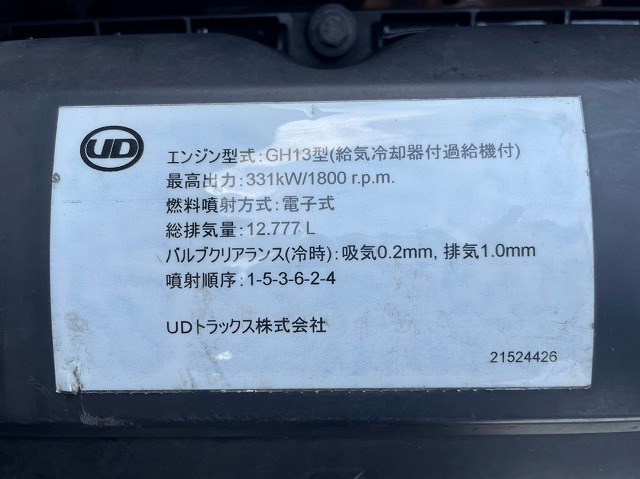 UD
エンジン型式:GH13型(給気冷却器付過給機付)
最高出力:331kW/1800 r.p.m.
燃料噴射方式:電子式
総排気量:12.777 L
バルブクリアランス(冷時):吸気0.2mm, 排気1.0mm
噴射順序:1-5-3-6-2-4
UDトラックス株式会社
21524426